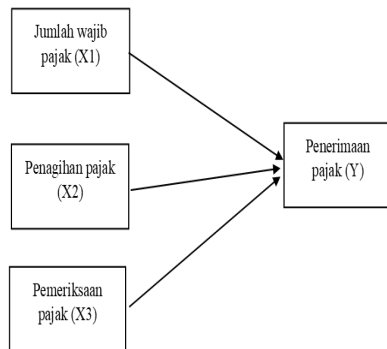 Jumlah wajib
pajak (X1)
Penagihan pajak
(X2)
Penerimaan
pajak (Y)
Pemeriksaan
pajak (X3)